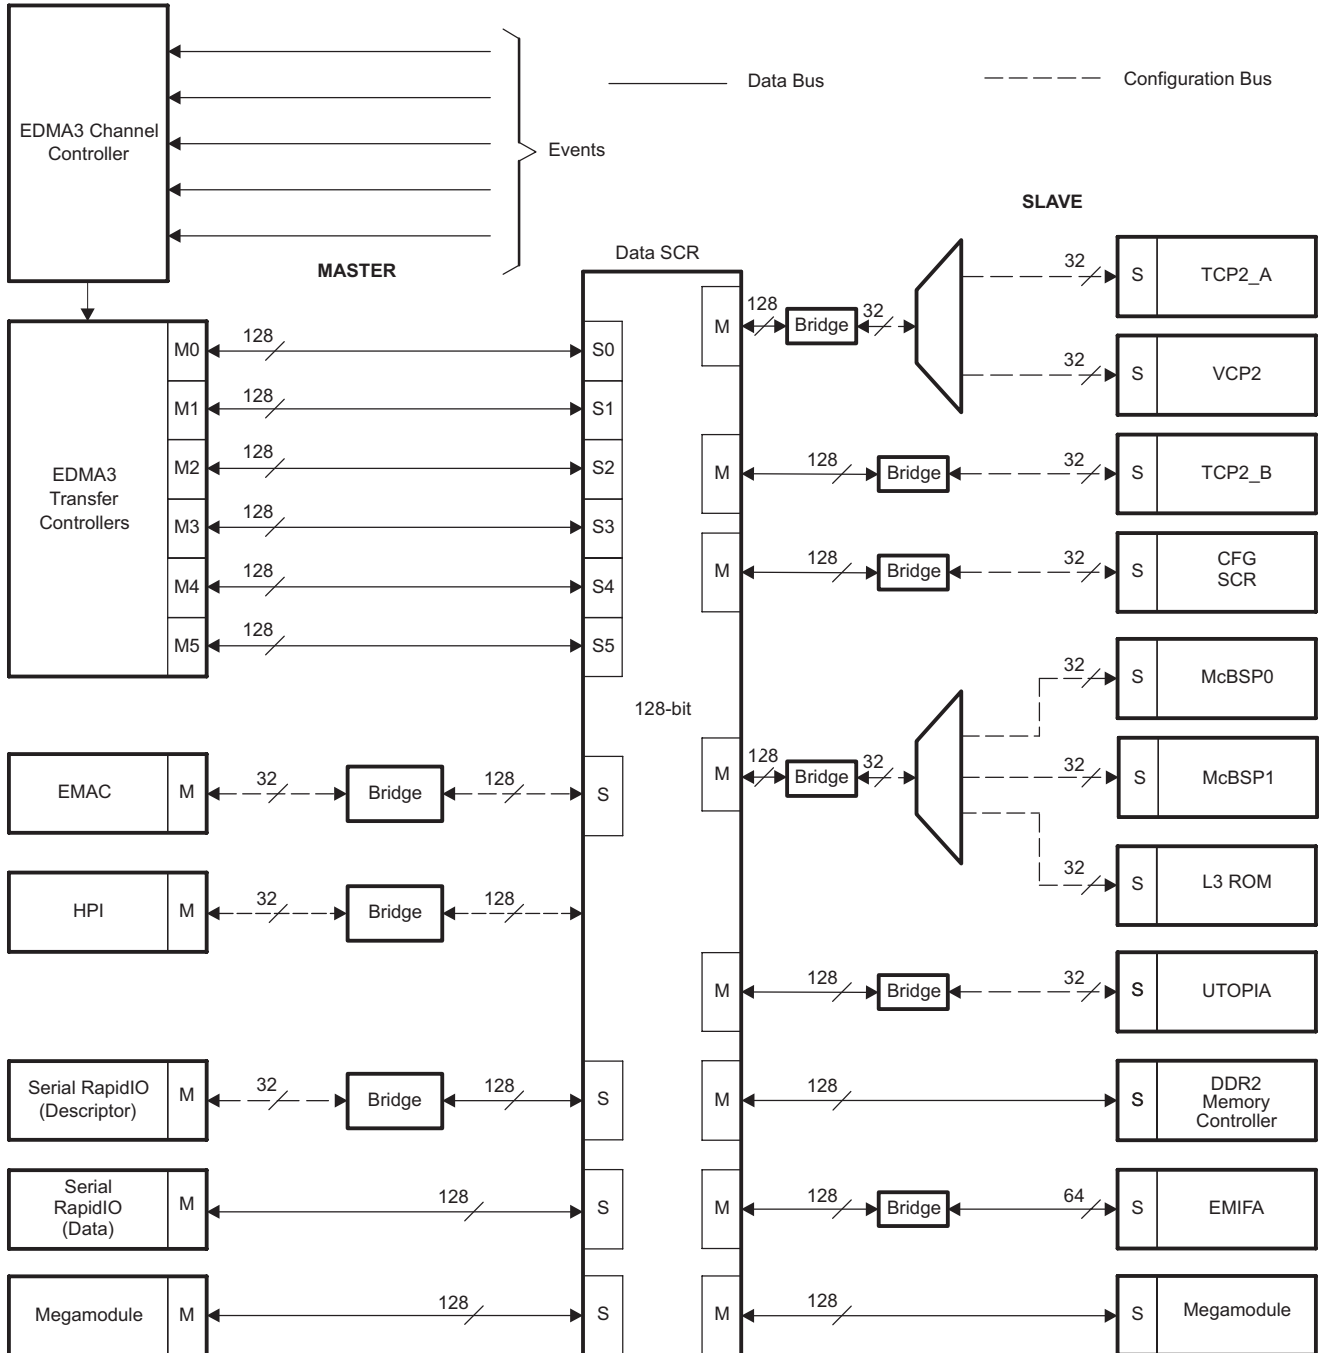 EDMA3 Channel
Controller
Events
Data Bus
Configuration Bus
SLAVE
MASTER
Data SCR
128-bit
EDMA3
Transfer
Controllers
M0
128
S0
M1
128
S1
M2
128
S2
M3
128
S3
M4
128
S4
M5
128
S5
EMAC
M
32
Bridge
128
S
HPI
M
32
Bridge
128
Serial RapidIO
(Descriptor)
M
32
Bridge
128
S
Serial
RapidIO
(Data)
M
128
S
Megamodule
M
128
S
M
128
Bridge
32
32
S
TCP2_A
32
S
VCP2
M
128
Bridge
32
S
TCP2_B
M
128
Bridge
32
S
CFG
SCR
M
128
Bridge
32
32
S
McBSP0
32
S
McBSP1
32
S
L3 ROM
M
128
Bridge
32
S
UTOPIA
M
128
S
DDR2
Memory
Controller
M
128
Bridge
64
S
EMIFA
M
128
S
Megamodule